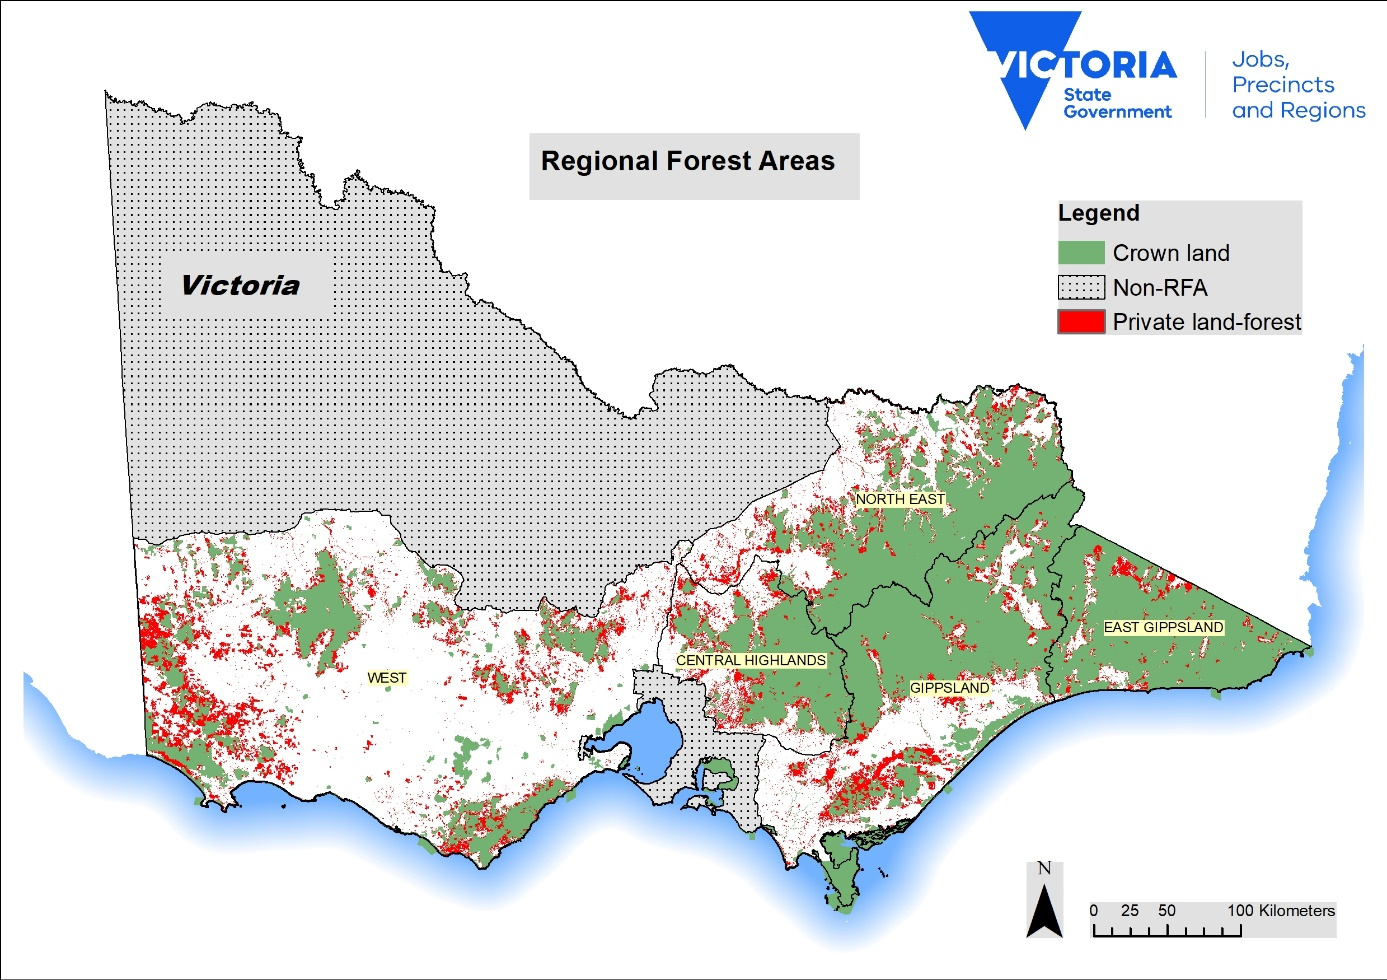 VICTORIA
State
Government
Jobs,
Precincts
and Regions
Regional Forest Areas
Legend
Crown land
Non-RFA
Private land-forest
Victoria
NORTH EAST
EAST GIPPSLAND
CENTRAL HIGHLANDS
WEST
GIPPSLAND
N
0 25 50 100 Kilometers